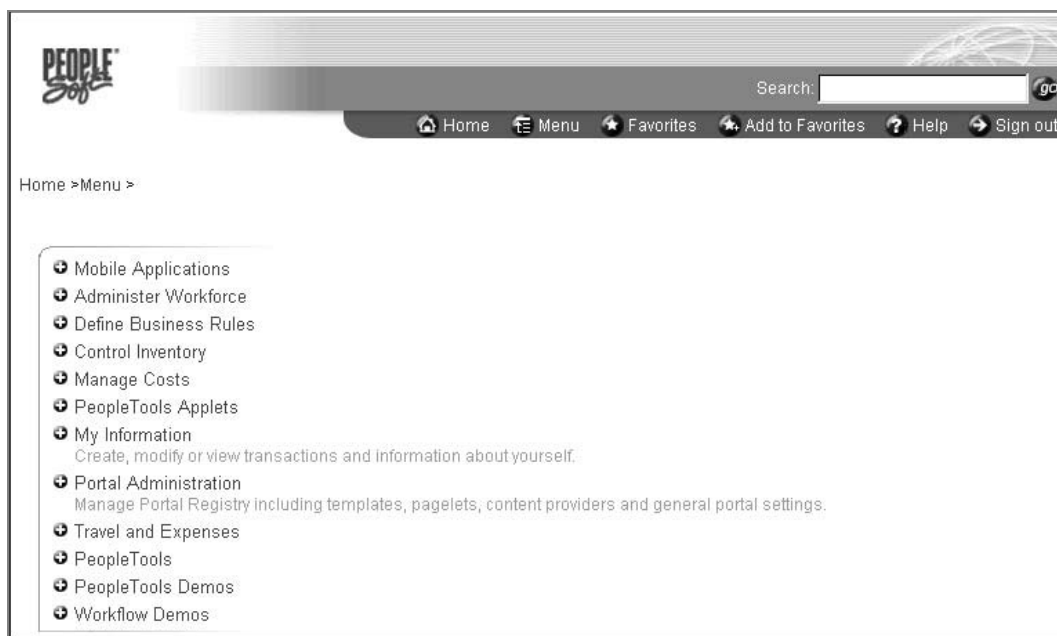 PEOPLE
Soft
Search:
go
Home Menu Favorites Add to Favorites Help Sign out
Home >Menu >
Mobile Applications
Administer Workforce
Define Business Rules
Control Inventory
Manage Costs
PeopleTools Applets
My Information
Create, modify or view transactions and information about yourself.
Portal Administration
Manage Portal Registry including templates, pagelets, content providers and general portal settings.
Travel and Expenses
PeopleTools
PeopleTools Demos
Workflow Demos